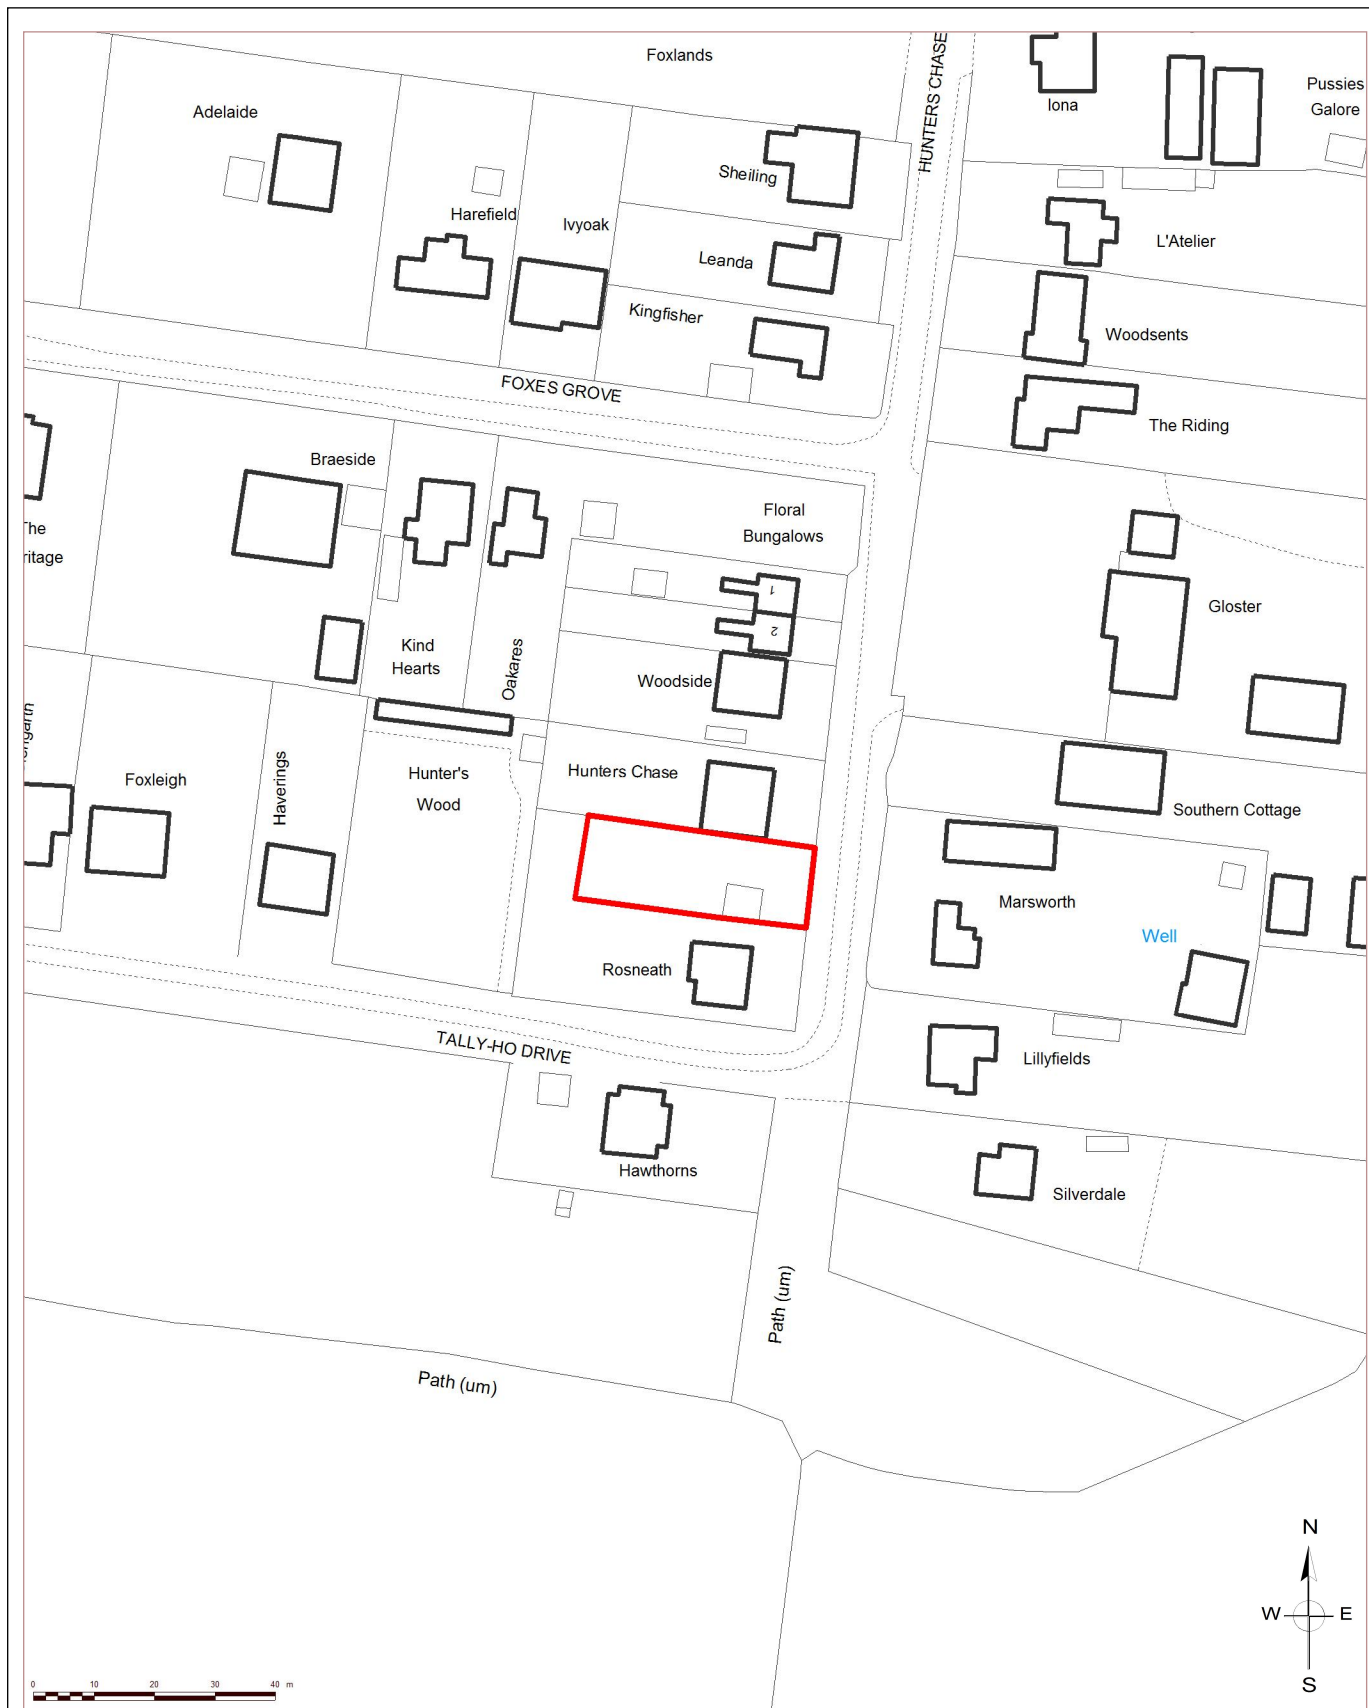 Foxlands
HUNTERS CHASE
Iona
Pussies
Galore
Adelaide
Sheiling
Harefield
Ivyoak
L'Atelier
Leanda
Kingfisher
Woodsents
FOXES GROVE
The Riding
Braeside
Floral
Bungalows
The
ritage
1
2
Gloster
Kind
Hearts
Oakares
Woodside
Foxleigh
Haverings
Hunter's
Wood
Hunters Chase
Southern Cottage
Marsworth
Well
Rosneath
TALLY-HO DRIVE
Lillyfields
Hawthorns
Silverdale
Path (um)
Path (um)
N
W E
S
0 10 20 30 40 m